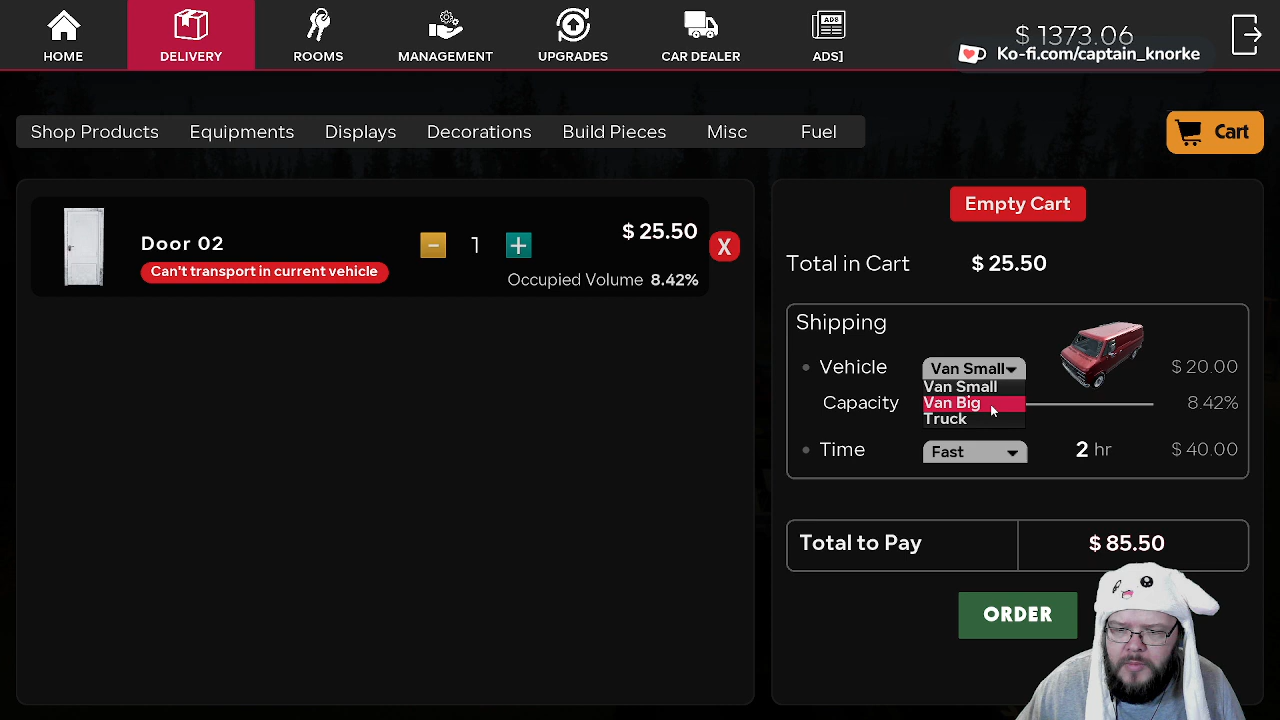 HOME
DELIVERY
ROOMS
MANAGEMENT
UPGRADES
CAR DEALER
ADS
ADS]
$ 1373.06
Ko-fi.com/captain_knorke
Shop Products
Equipments
Displays
Decorations
Build Pieces
Misc
Fuel
Cart
Door 02
Can't transport in current vehicle
- 1 +
$ 25.50
X
Occupied Volume 8.42%
Empty Cart
Total in Cart $ 25.50
Shipping
Vehicle Van Small $ 20.00
Van Small
Capacity Van Big 8.42%
Truck
Time Fast 2 hr $ 40.00
Total to Pay $ 85.50
ORDER